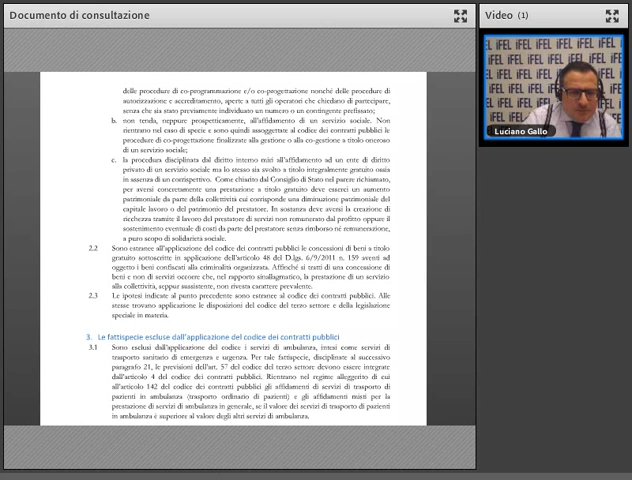 Documento di consultazione
Video (1)
delle procedure di co-programmazione e/o co-progettazione nonché delle procedure di
autorizzazione e accreditamento, aperte a tutti gli operatori che chiedano di partecipare,
senza che sia stato previamente individuato un numero o un contingente prefissato;
b. non tenda, neppure prospetticamente, all'affidamento di un servizio sociale. Non
rientrano nel caso di specie e sono quindi assoggettate al codice dei contratti pubblici le
procedure di co-progettazione finalizzate alla gestione o alla co-gestione a titolo oneroso
di un servizio sociale;
c. la procedura disciplinata dal diritto interno miri all'affidamento ad un ente di diritto
privato di un servizio sociale ma lo stesso sia svolto a titolo integralmente gratuito ossia
in assenza di un corrispettivo. Come chiarito dal Consiglio di Stato nel parere richiamato,
per aversi concretamente una prestazione a titolo gratuito deve esserci un aumento
patrimoniale da parte della collettività cui corrisponde una diminuzione patrimoniale del
capitale lavoro o del patrimonio del prestatore. In sostanza deve aversi la creazione di
ricchezza tramite il lavoro del prestatore di servizi non remunerato dal profitto oppure il
sostenimento eventuale di costi da parte del prestatore senza rimborso né remunerazione,
a puro scopo di solidarietà sociale.
2.2 Sono estranee all'applicazione del codice dei contratti pubblici le concessioni di beni a titolo
gratuito sottoscritte in applicazione dell'articolo 48 del D.lgs. 6/9/2011 n. 159 aventi ad
oggetto i beni confiscati alla criminalità organizzata. Affinché si tratti di una concessione di
beni e non di servizi occorre che, nel rapporto sinallagmatico, la prestazione di un servizio
alla collettività, seppur sussistente, non rivesta carattere prevalente.
2.3 Le ipotesi indicate al punto precedente sono estranee al codice dei contratti pubblici. Alle
stesse trovano applicazione le disposizioni del codice del terzo settore e della legislazione
speciale in materia.
3. Le fattispecie escluse dall'applicazione del codice dei contratti pubblici
3.1 Sono esclusi dall'applicazione del codice i servizi di ambulanza, intesi come servizi di
trasporto sanitario di emergenza e urgenza. Per tale fattispecie, disciplinate al successivo
paragrafo 21, le previsioni dell'art. 57 del codice del terzo settore devono essere integrate
dall'articolo 4 del codice dei contratti pubblici. Rientrano nel regime alleggerito di cui
all'articolo 142 del codice dei contratti pubblici gli affidamenti di servizi di trasporto di
pazienti in ambulanza (trasporto ordinario di pazienti) e gli affidamenti misti per la
prestazione di servizi di ambulanza in generale, se il valore dei servizi di trasporto di pazienti
in ambulanza è superiore al valore degli altri servizi di ambulanza.
Luciano Gallo